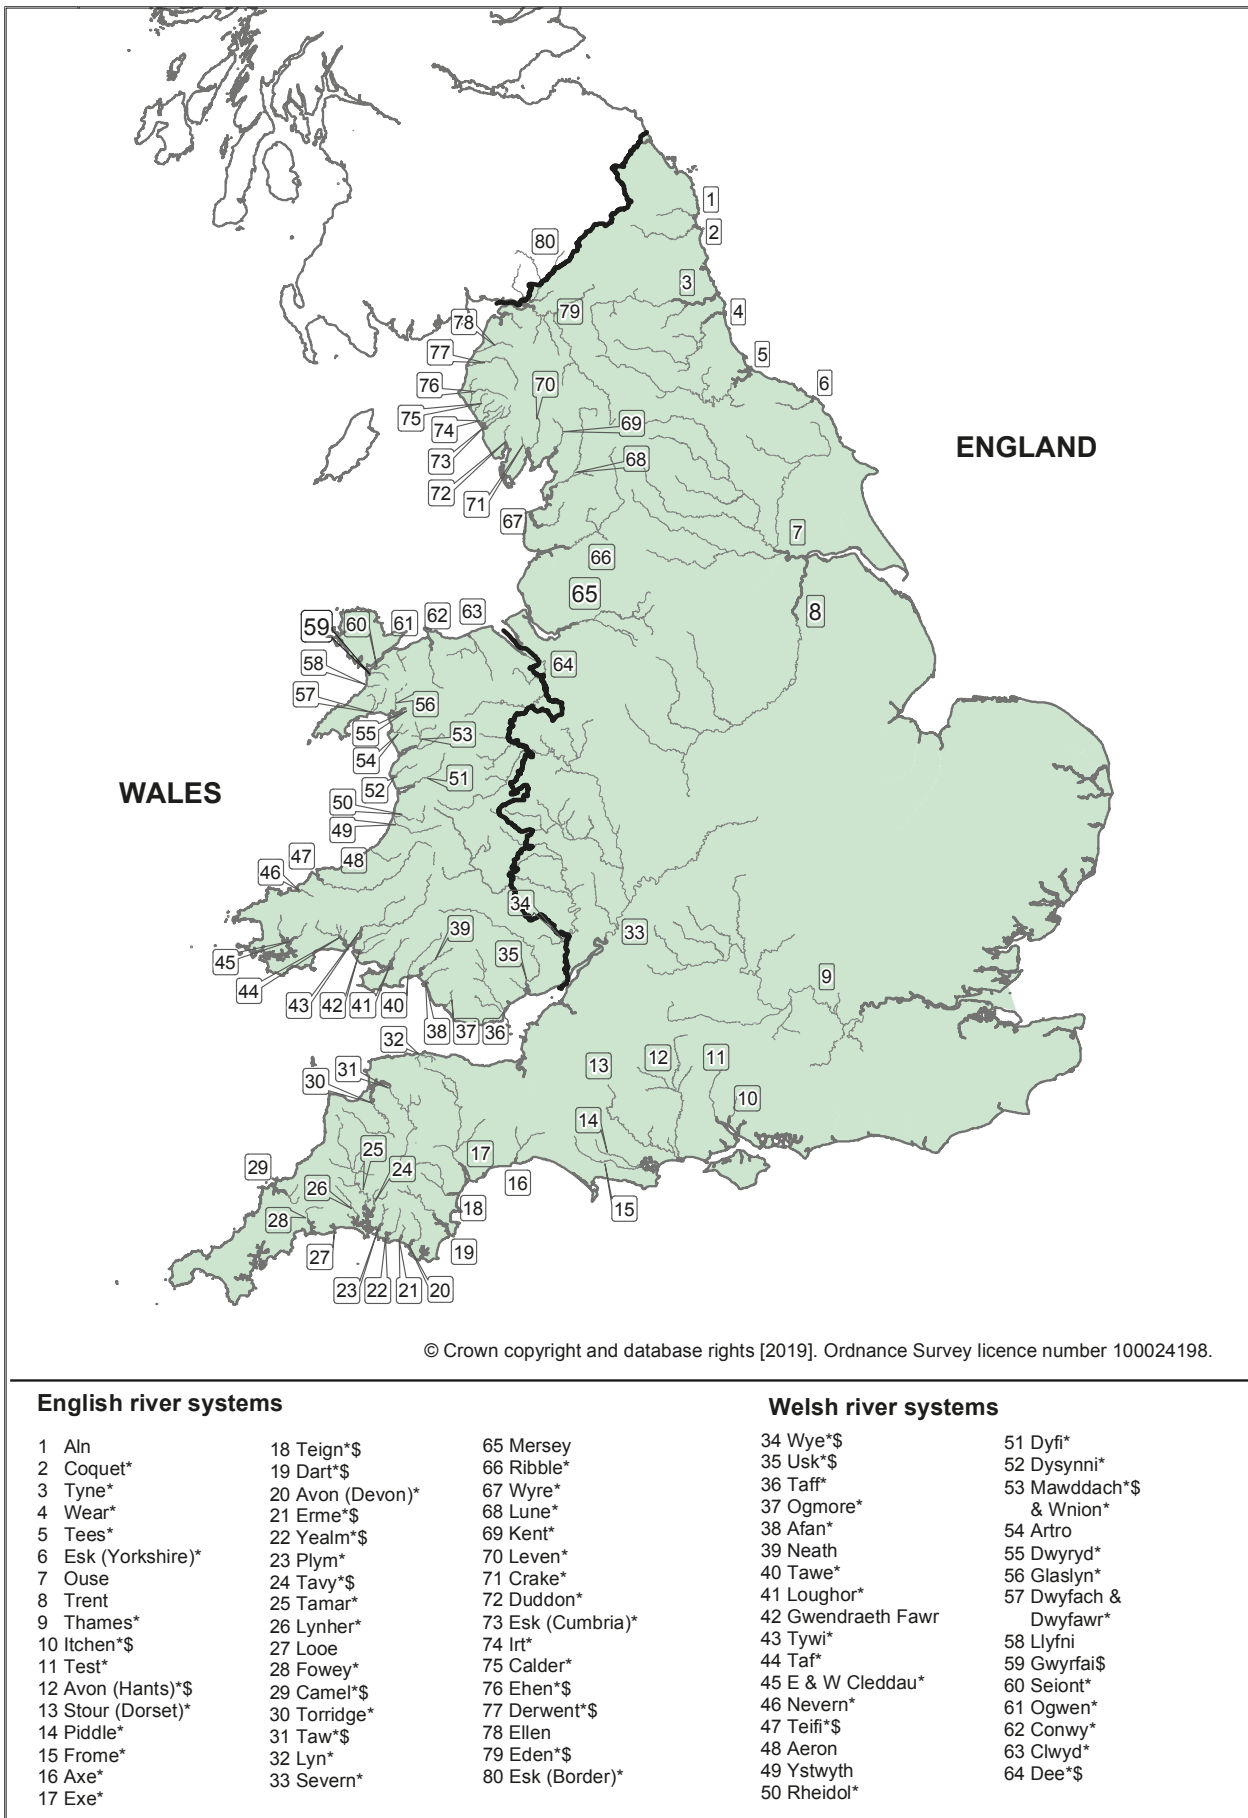 1
2
80
3
79
4
78
5
77
6
76
70
75
74
69
ENGLAND
73
68
72
71
67
7
66
65
8
63
62
61
60
59
64
58
57
56
55
53
54
51
52
WALES
50
49
48
47
46
34
39
33
35
45
9
44
43
42
41
40
38
37
36
32
31
13
12
11
30
10
14
25
17
29
24
16
26
18
28
15
27
19
23
22
21
20
© Crown copyright and database rights [2019]. Ordnance Survey licence number 100024198.
English river systems
1 Aln
2 Coquet*
3 Tyne*
4 Wear*
5 Tees*
6 Esk (Yorkshire)*
7 Ouse
8 Trent
9 Thames*
10 Itchen*$
11 Test*
12 Avon (Hants)*$
13 Stour (Dorset)*
14 Piddle*
15 Frome*
16 Axe*
17 Exe*
18 Teign*$
19 Dart*$
20 Avon (Devon)*
21 Erme*$
22 Yealm*$
23 Plym*
24 Tavy*$
25 Tamar*
26 Lynher*
27 Looe
28 Fowey*
29 Camel*$
30 Torridge*
31 Taw*$
32 Lyn*
33 Severn*
65 Mersey
66 Ribble*
67 Wyre*
68 Lune*
69 Kent*
70 Leven*
71 Crake*
72 Duddon*
73 Esk (Cumbria)*
74 Irt*
75 Calder*
76 Ehen*$
77 Derwent*$
78 Ellen
79 Eden*$
80 Esk (Border)*
Welsh river systems
34 Wye*$
35 Usk*$
36 Taff*
37 Ogmore*
38 Afan*
39 Neath
40 Tawe*
41 Loughor*
42 Gwendraeth Fawr
43 Tywi*
44 Taf*
45 E & W Cleddau*
46 Nevern*
47 Teifi*$
48 Aeron
49 Ystwyth
50 Rheidol*
51 Dyfi*
52 Dysynni*
53 Mawddach*$
& Wnion*
54 Artro
55 Dwyryd*
56 Glaslyn*
57 Dwyfach &
Dwyfawr*
58 Llyfni
59 Gwyrfai$
60 Seiont*
61 Ogwen*
62 Conwy*
63 Clwyd*
64 Dee*$